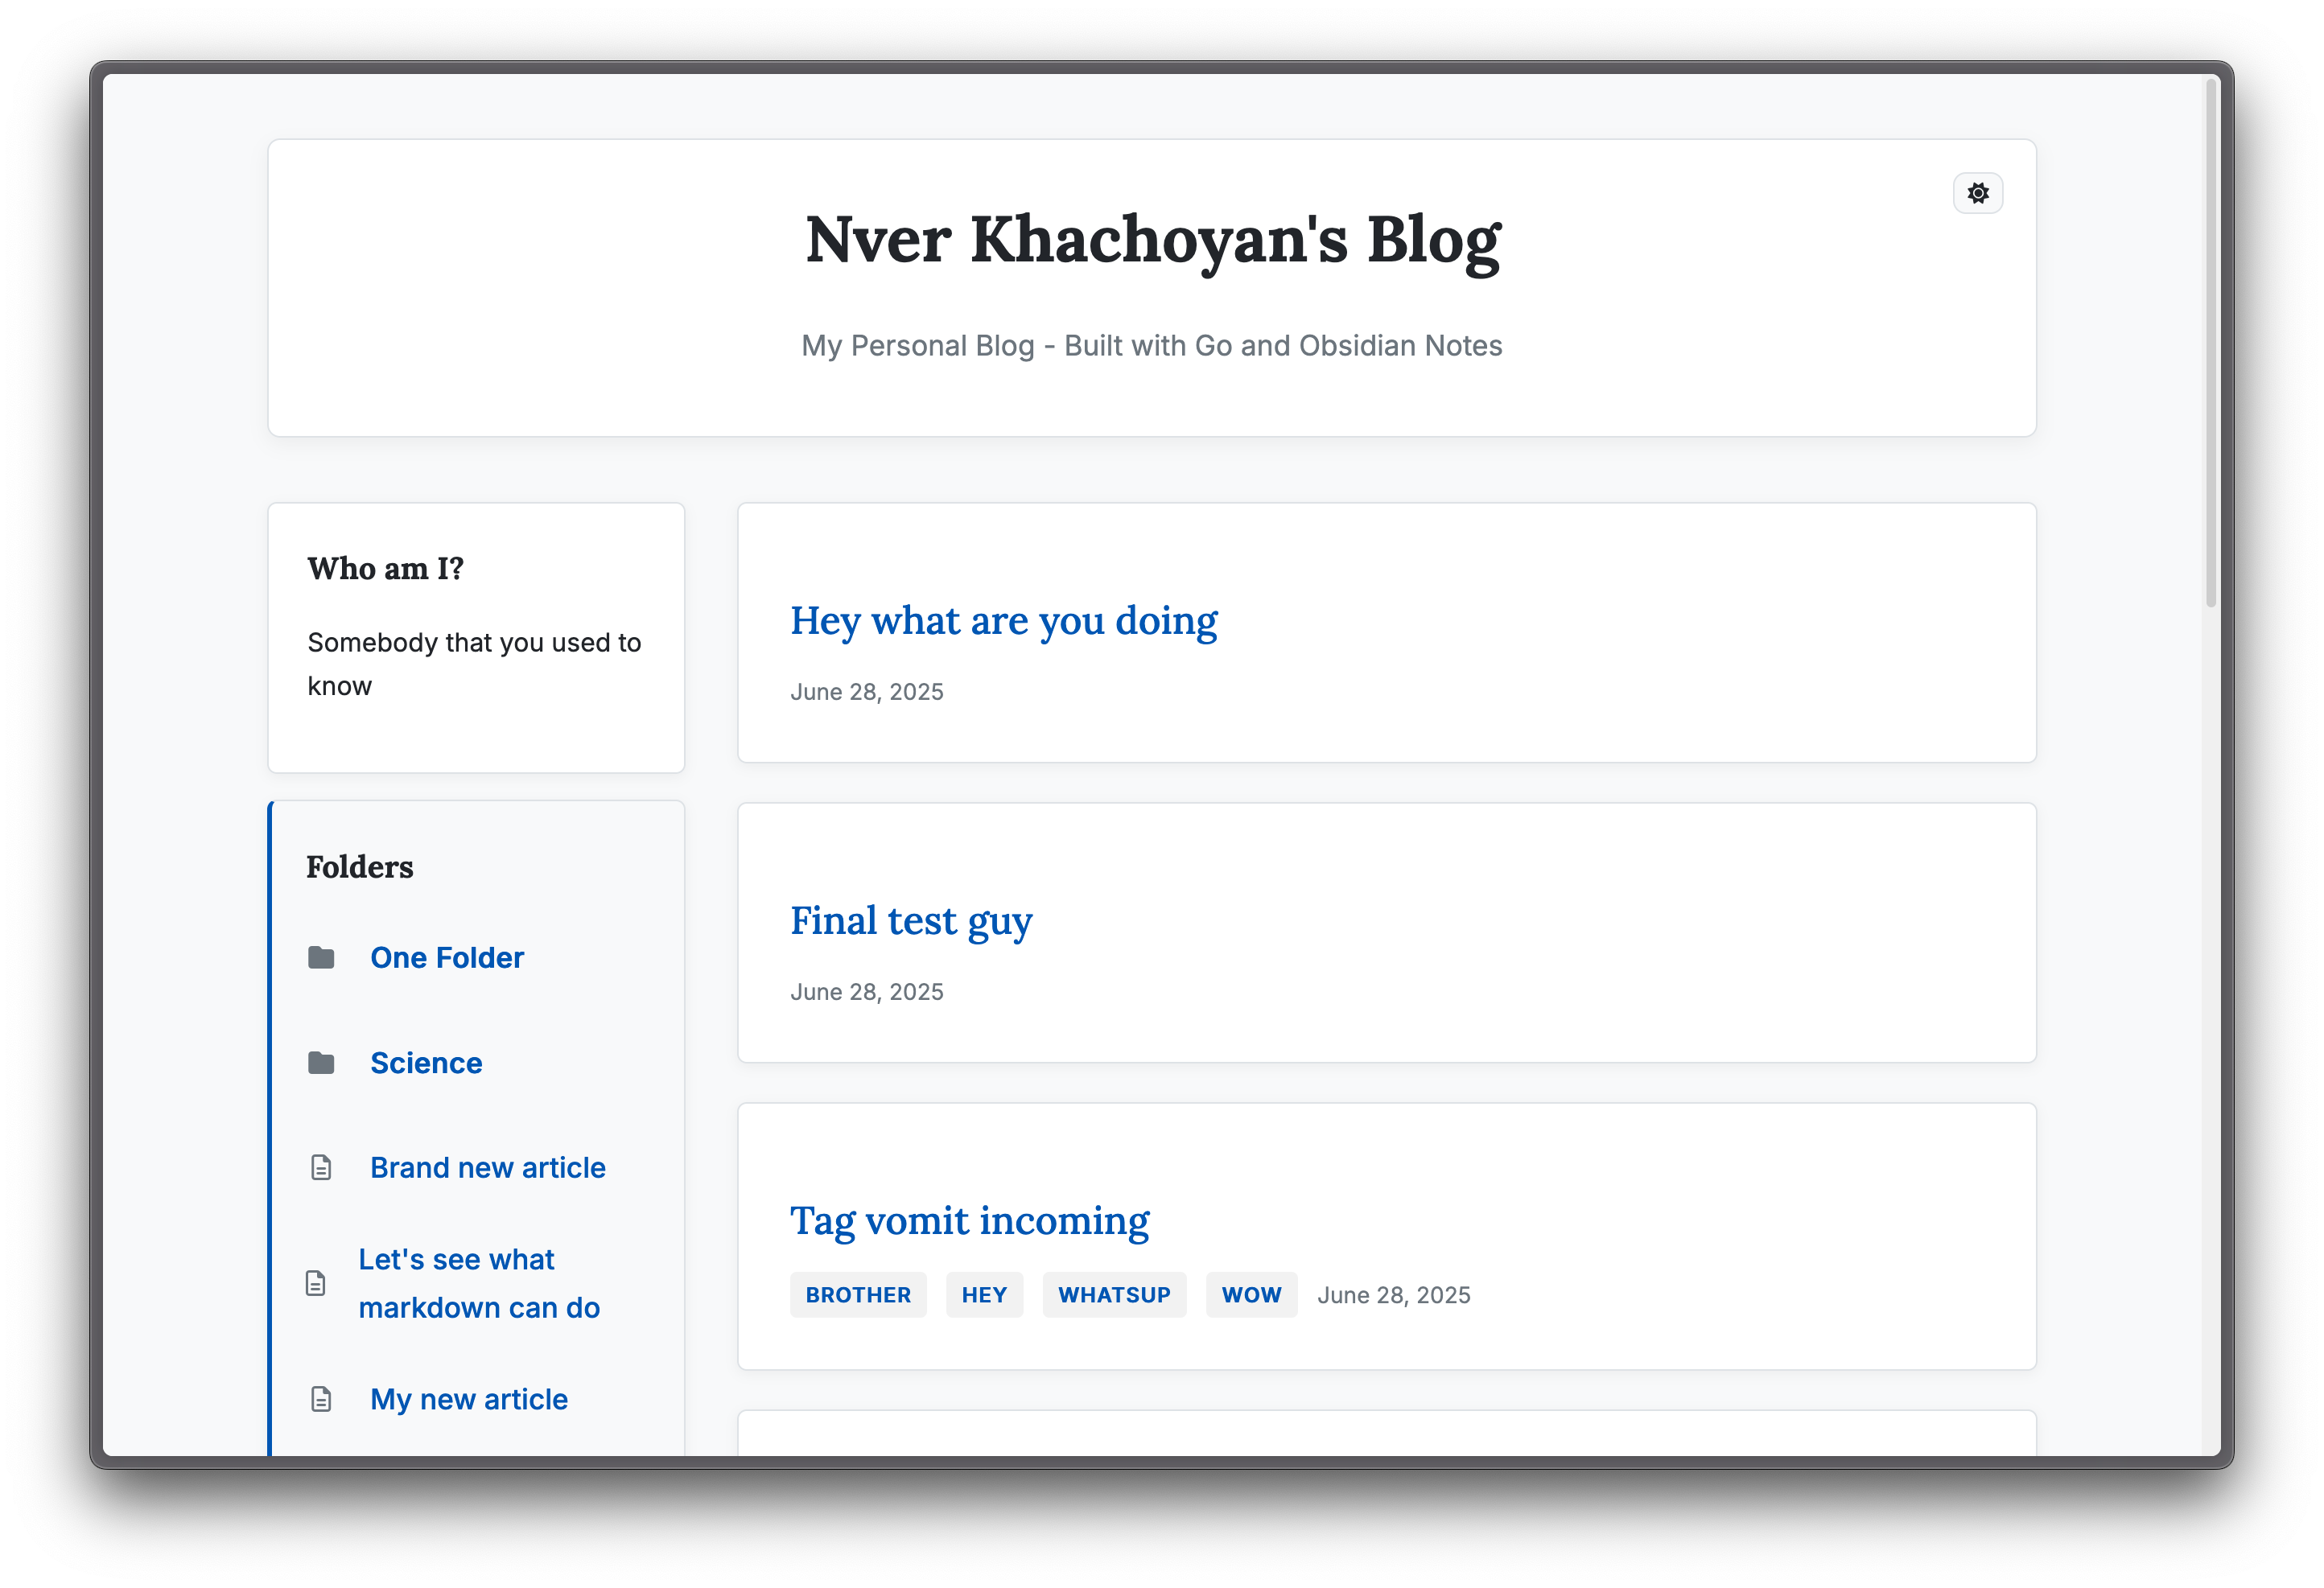 Nver Khachoyan's Blog
My Personal Blog - Built with Go and Obsidian Notes
Who am I?
Somebody that you used to
know
Folders
One Folder
Science
Brand new article
Let's see what
markdown can do
My new article
Hey what are you doing
June 28, 2025
Final test guy
June 28, 2025
Tag vomit incoming
BROTHER HEY WHATSUP WOW June 28, 2025